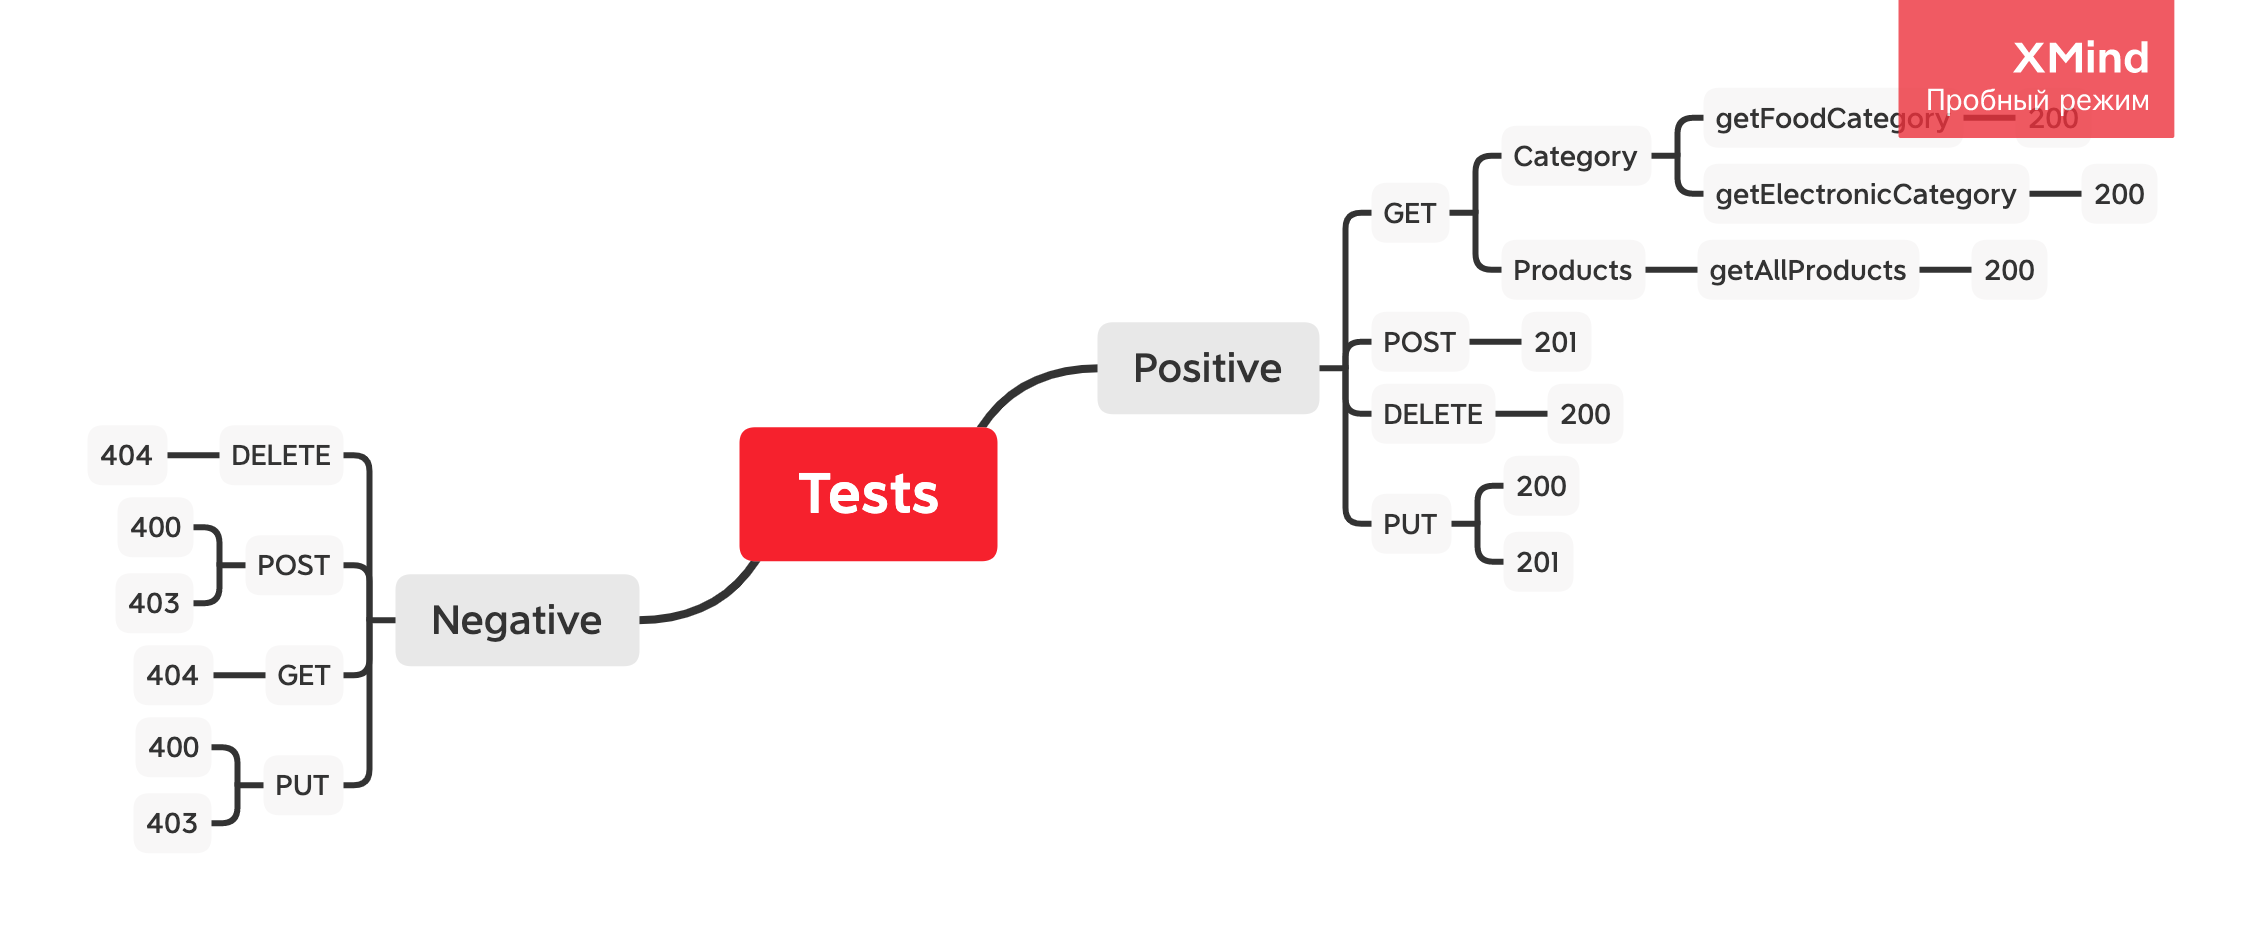 XMind
Пробный режим
getFoodCategory
200
Category
getElectronicCategory
200
GET
Products
getAllProducts
200
POST
201
Positive
DELETE
200
PUT
200
201
Tests
Negative
DELETE
404
POST
400
403
GET
404
PUT
400
403